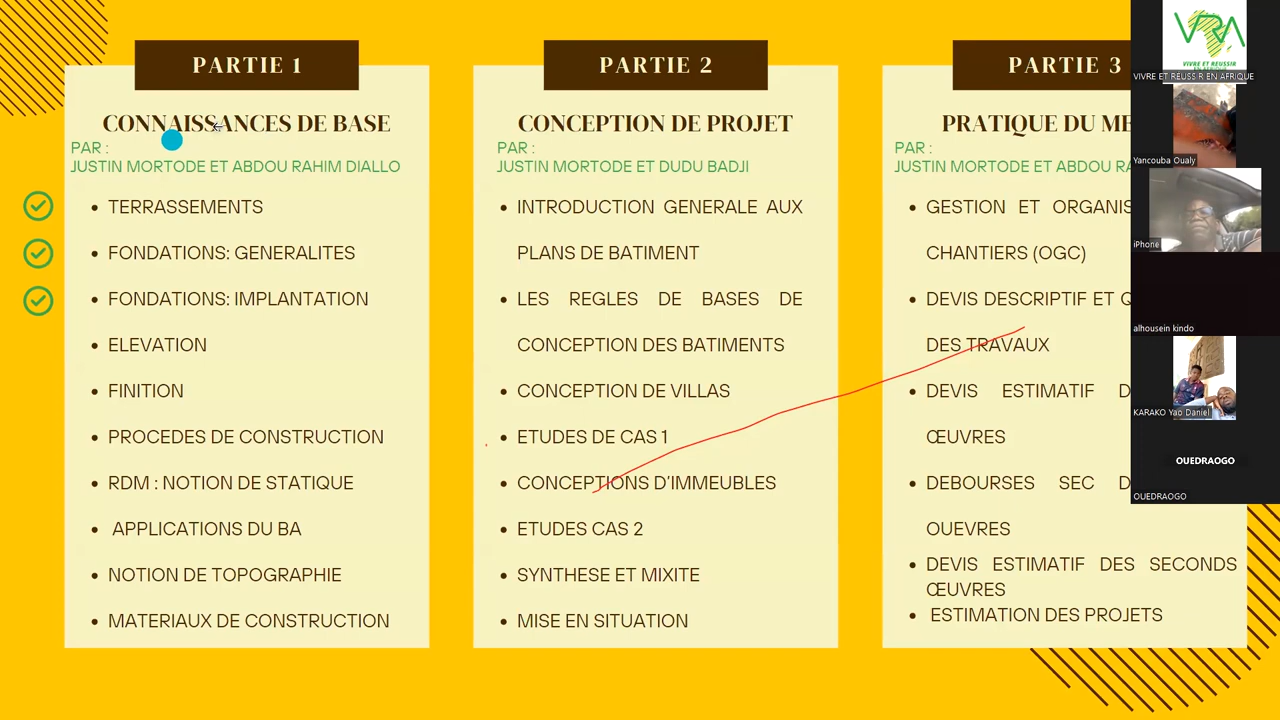 PARTIE 1
CONNAISSANCES DE BASE
PAR :
JUSTIN MORTODE ET ABDOU RAHIM DIALLO
TERRASSEMENTS
FONDATIONS: GENERALITES
FONDATIONS: IMPLANTATION
ELEVATION
FINITION
PROCEDES DE CONSTRUCTION
RDM : NOTION DE STATIQUE
APPLICATIONS DU BA
NOTION DE TOPOGRAPHIE
MATERIAUX DE CONSTRUCTION
PARTIE 2
CONCEPTION DE PROJET
PAR :
JUSTIN MORTODE ET DUDU BADJI
INTRODUCTION GENERALE AUX
PLANS DE BATIMENT
LES REGLES DE BASES DE
CONCEPTION DES BATIMENTS
CONCEPTION DE VILLAS
ETUDES DE CAS 1
CONCEPTIONS D'IMMEUBLES
ETUDES CAS 2
SYNTHESE ET MIXITE
MISE EN SITUATION
PARTIE 3
PRATIQUE DU ME
PAR :
JUSTIN MORTODE ET ABDOU RA
GESTION ET ORGANIS
CHANTIERS (OGC)
DEVIS DESCRIPTIF ET Q
DES TRAVAUX
DEVIS ESTIMATIF D
ŒUVRES
DEBOURSES SEC D
OUEVRES
DEVIS ESTIMATIF DES SECONDS
ŒUVRES
ESTIMATION DES PROJETS
VRA
VIVRE ET REUSSIR
EN AFRIQUE
VIVRE ET REUSS R EN AFRIQUE
Yancouba Oualy
iPhone
alhousein kindo
KARAKO Yao Daniel
OUEDRAOGO
OUEDRAOGO